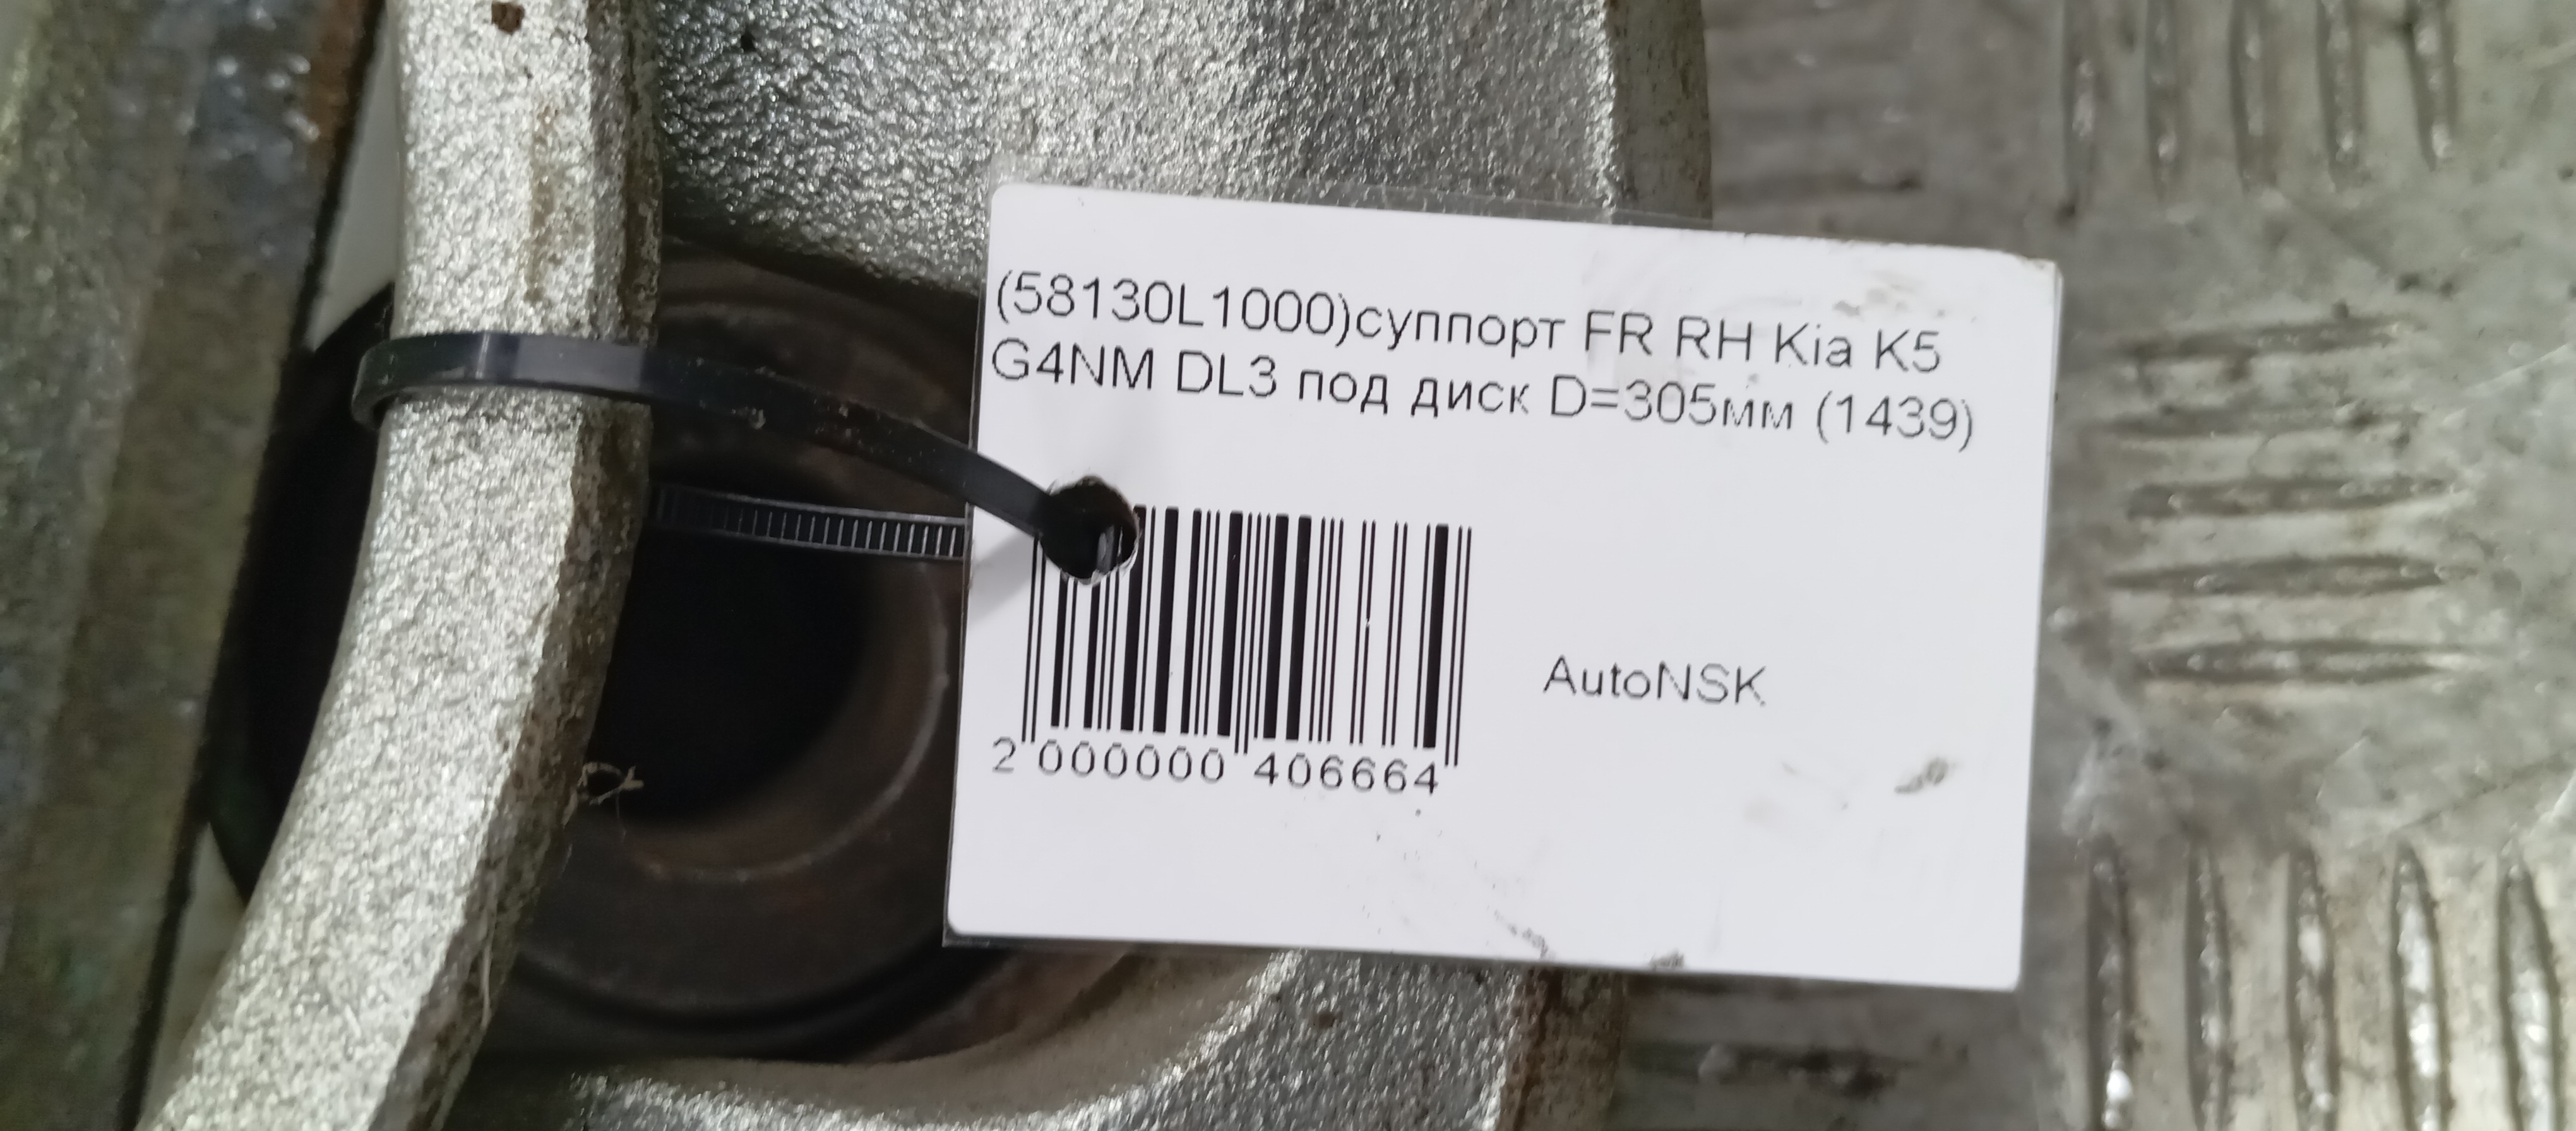 (58130L1000)суппорт FR RH Kia K5
G4NM DL3 под диск D=305мм (1439)
AutoNSK
2 000000 406664